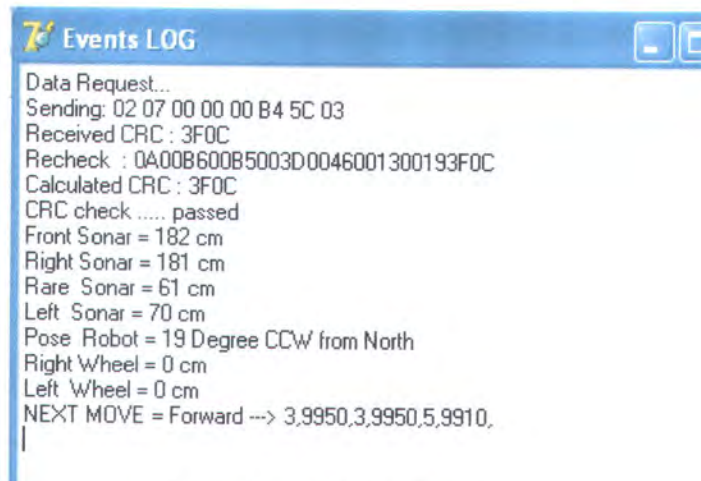 Events LOG
Data Request...
Sending: 02 07 00 00 00 B4 5C 03
Received CRC : 3F0C
Recheck : 0A00B600B5003D0046001300193F0C
Calculated CRC : 3F0C
CRC check ..... passed
Front Sonar = 182 cm
Right Sonar = 181 cm
Rare Sonar = 61 cm
Left Sonar = 70 cm
Pose Robot = 19 Degree CCW from North
Right Wheel = 0 cm
Left Wheel = 0 cm
NEXT MOVE = Forward ---> 3,9950,3,9950,5,9910,